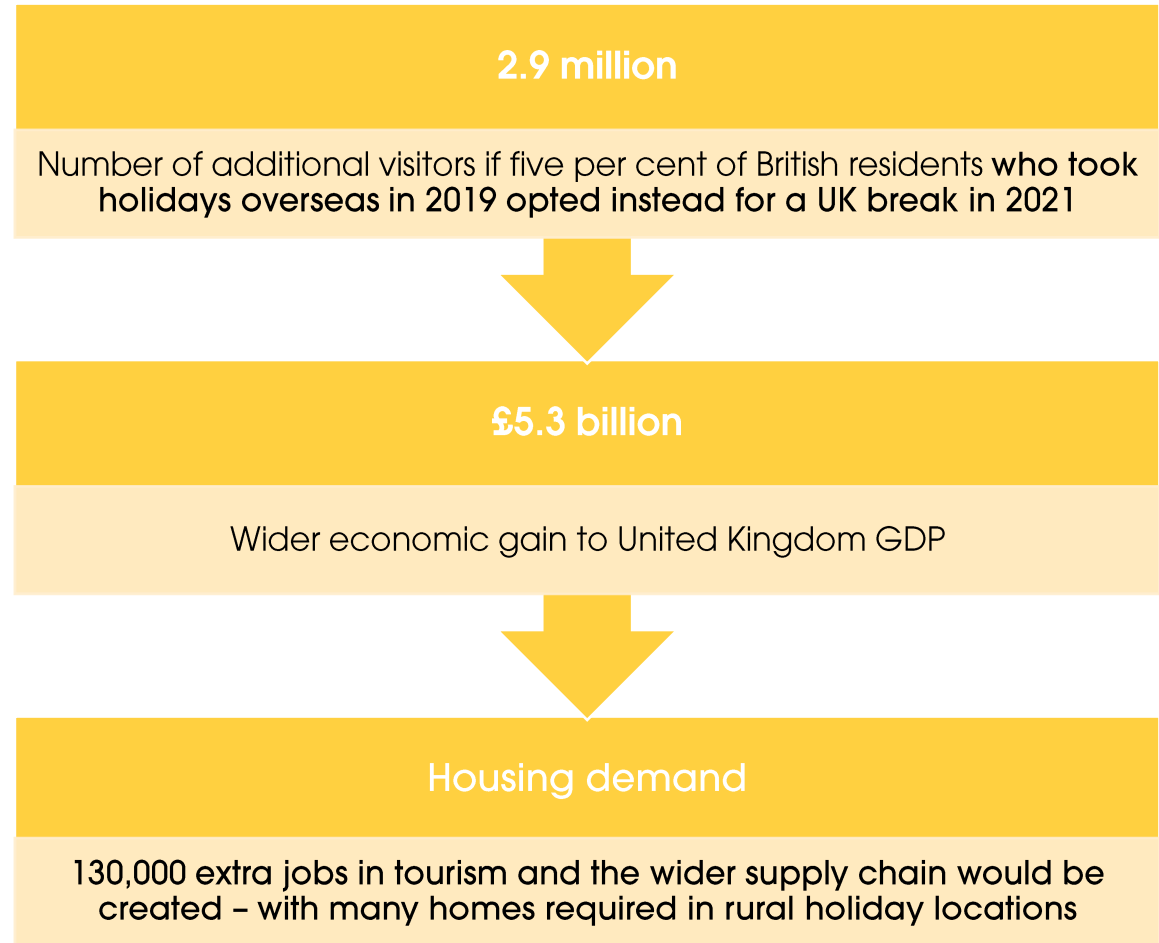 2.9 million
Number of additional visitors if five per cent of British residents who took
holidays overseas in 2019 opted instead for a UK break in 2021
£5.3 billion
Wider economic gain to United Kingdom GDP
Housing demand
130,000 extra jobs in tourism and the wider supply chain would be
created – with many homes required in rural holiday locations